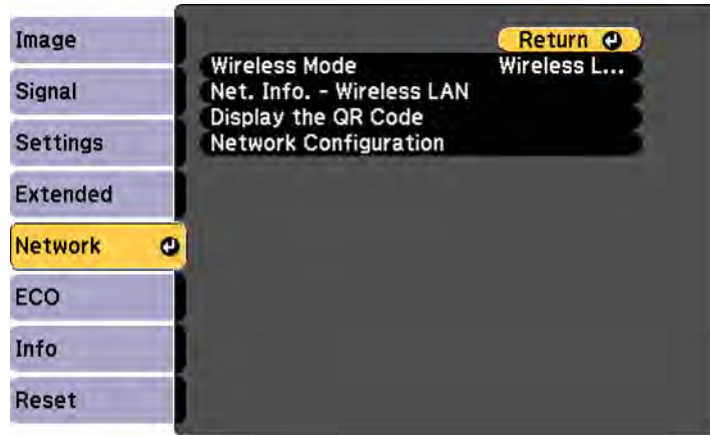 Image
Signal
Settings
Extended
Network
ECO
Info
Reset
Return
Wireless Mode Wireless L...
Net. Info. - Wireless LAN
Display the QR Code
Network Configuration